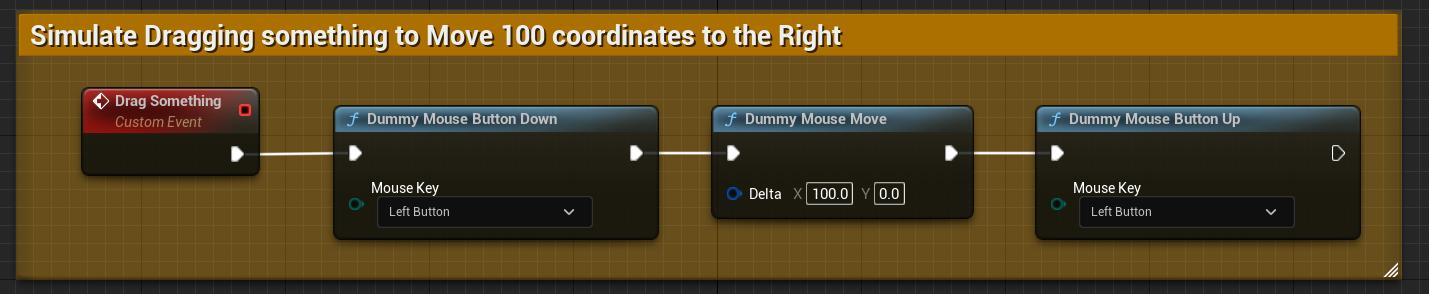 Simulate Dragging something to Move 100 coordinates to the Right
Drag Something
Custom Event
f Dummy Mouse Button Down
Mouse Key
Left Button
f Dummy Mouse Move
Delta X 100.0 Y 0.0
f Dummy Mouse Button Up
Mouse Key
Left Button